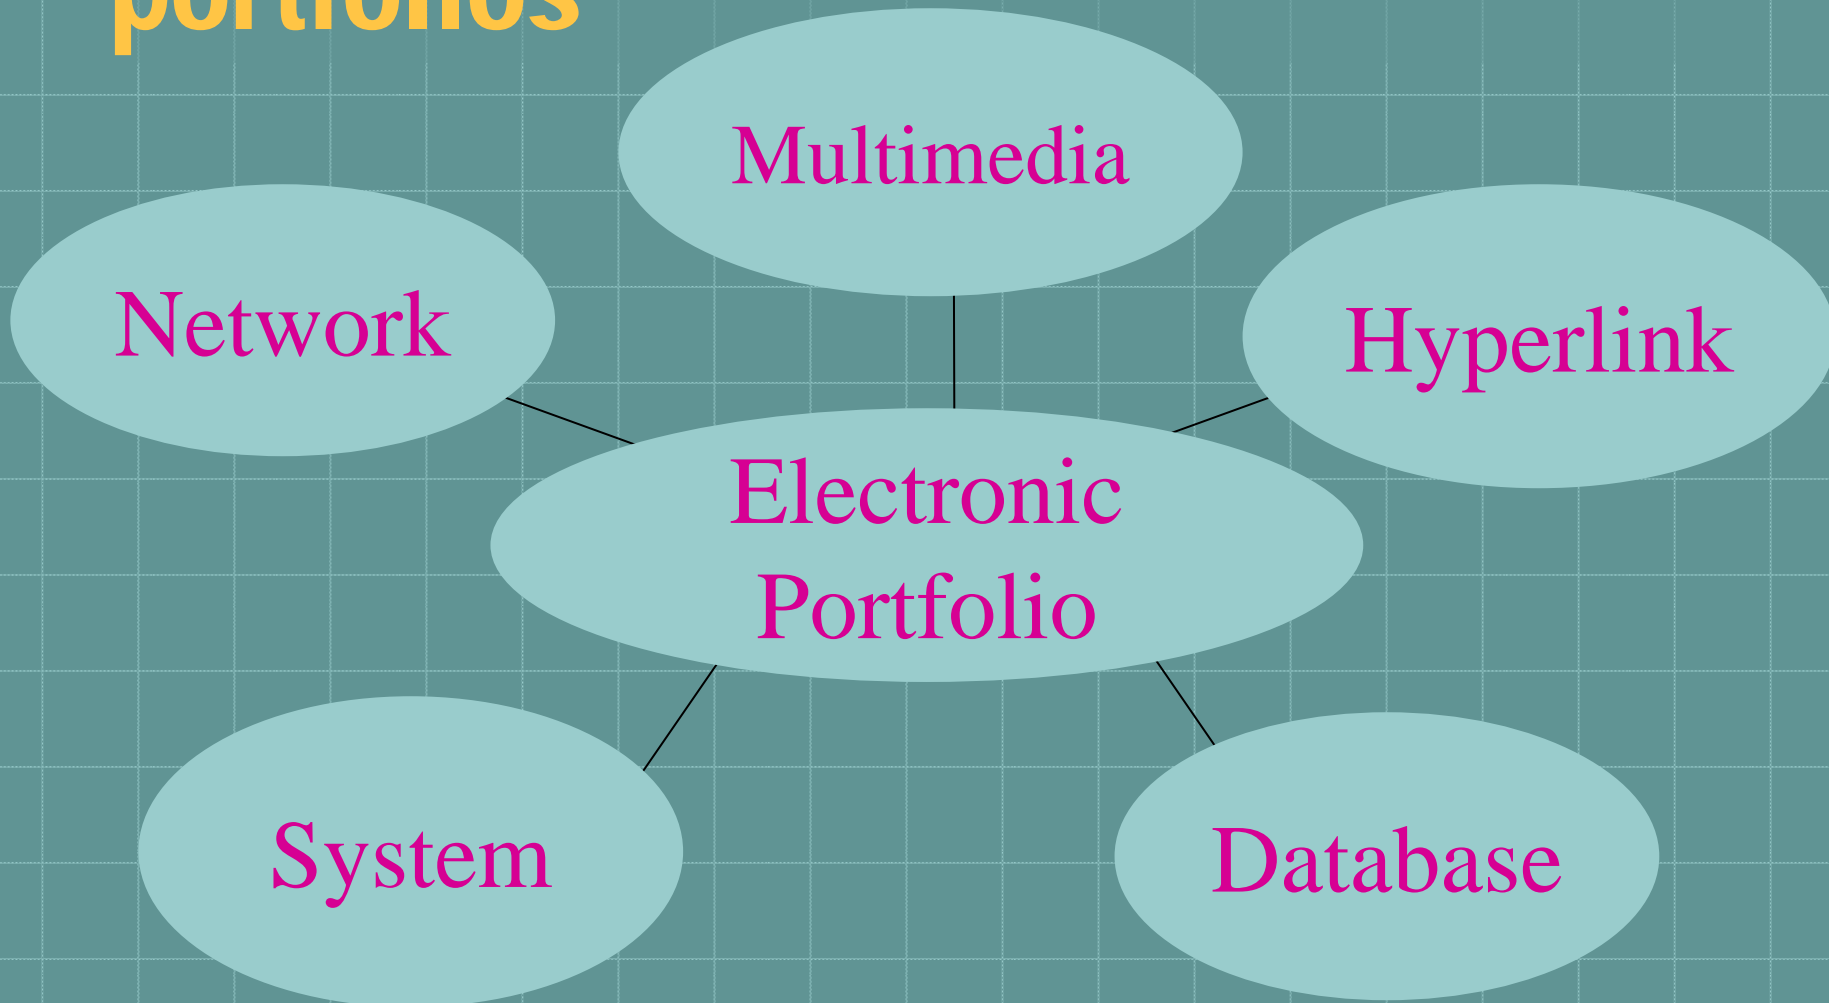 portfolios
Multimedia
Network
Hyperlink
Electronic
Portfolio
System
Database